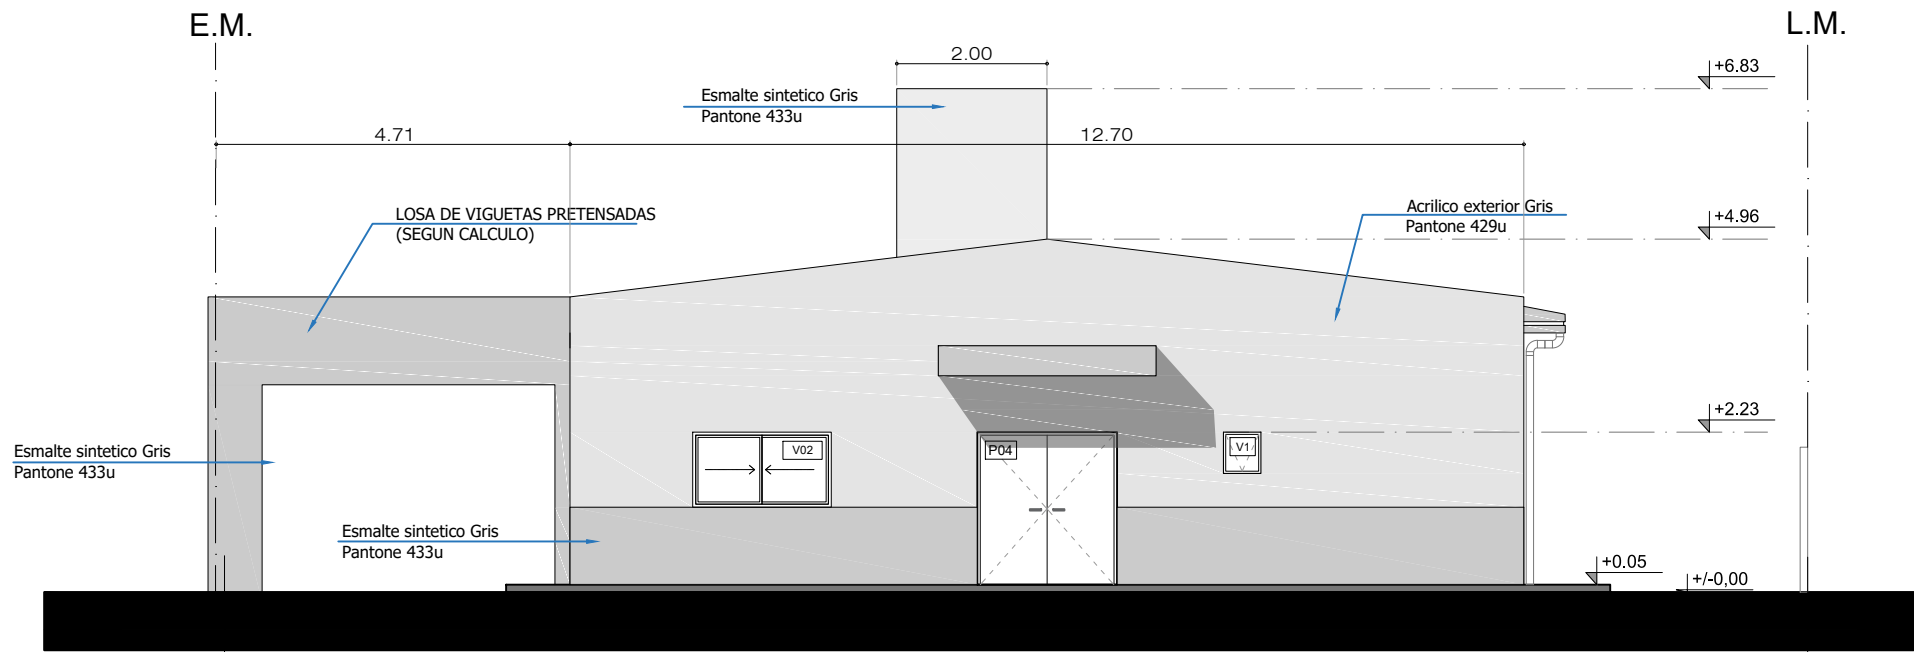 E.M.
L.M.
2.00
+6.83
Esmalte sintetico Gris
Pantone 433u
4.71
12.70
LOSA DE VIGUETAS PRETENSADAS
(SEGUN CALCULO)
Acrilico exterior Gris
Pantone 429u
+4.96
+2.23
V02
P04
V1
Esmalte sintetico Gris
Pantone 433u
Esmalte sintetico Gris
Pantone 433u
+0.05
+/-0,00